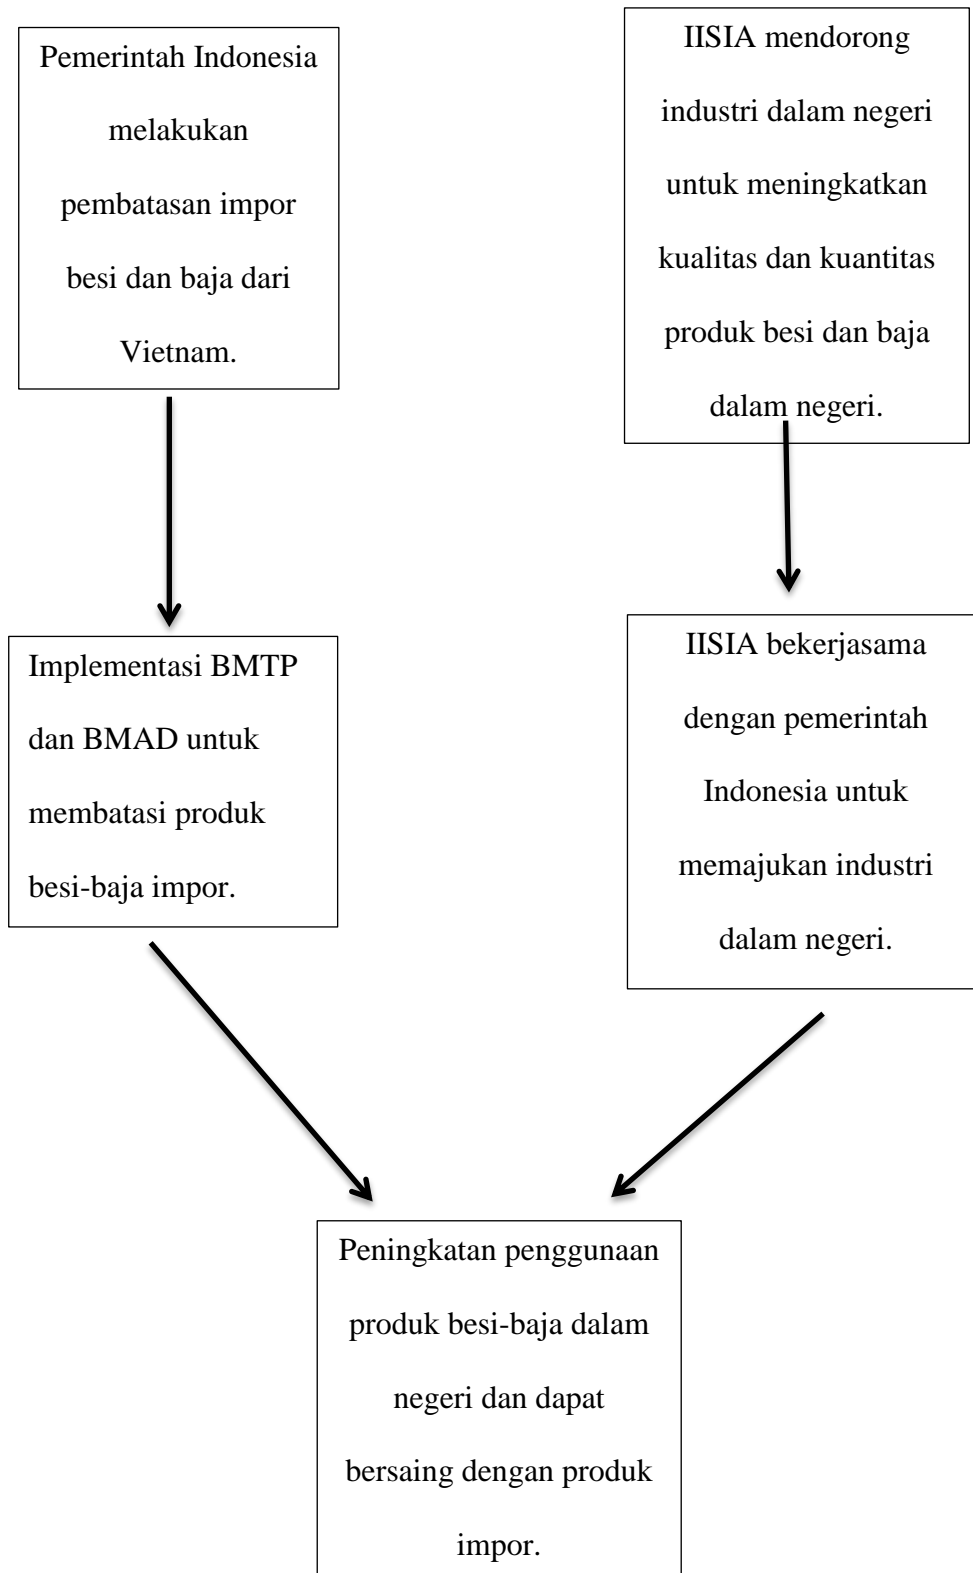 Pemerintah Indonesia
melakukan
pembatasan impor
besi dan baja dari
Vietnam.
IISIA mendorong
industri dalam negeri
untuk meningkatkan
kualitas dan kuantitas
produk besi dan baja
dalam negeri.
Implementasi BMTP
dan BMAD untuk
membatasi produk
besi-baja impor.
IISIA bekerjasama
dengan pemerintah
Indonesia untuk
memajukan industri
dalam negeri.
Peningkatan penggunaan
produk besi-baja dalam
negeri dan dapat
bersaing dengan produk
impor.